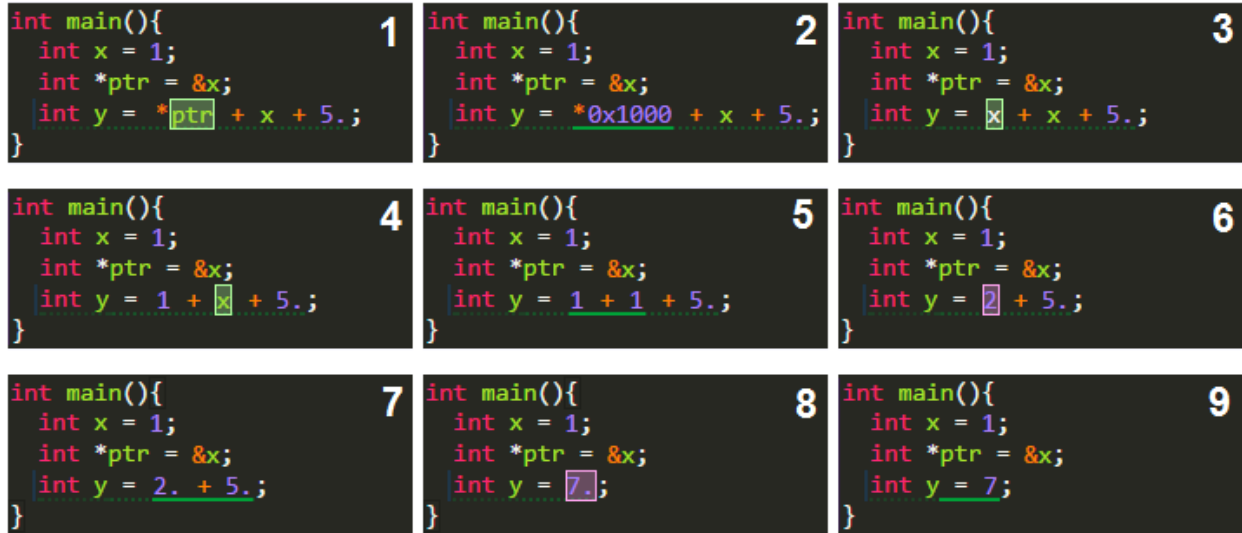 int main(){
1
int x = 1;
int *ptr = &x;
int y = *ptr + x + 5.;
}
int main(){
2
int x = 1;
int *ptr = &x;
int y = *0x1000 + x + 5.;
}
int main(){
3
int x = 1;
int *ptr = &x;
int y = x + x + 5.;
}
int main(){
4
int x = 1;
int *ptr = &x;
int y = 1 + x + 5.;
}
int main(){
5
int x = 1;
int *ptr = &x;
int y = 1 + 1 + 5.;
}
int main(){
6
int x = 1;
int *ptr = &x;
int y = 2 + 5.;
}
int main(){
7
int x = 1;
int *ptr = &x;
int y = 2. + 5.;
}
int main(){
8
int x = 1;
int *ptr = &x;
int y = 7.;
}
int main(){
9
int x = 1;
int *ptr = &x;
int y = 7;
}